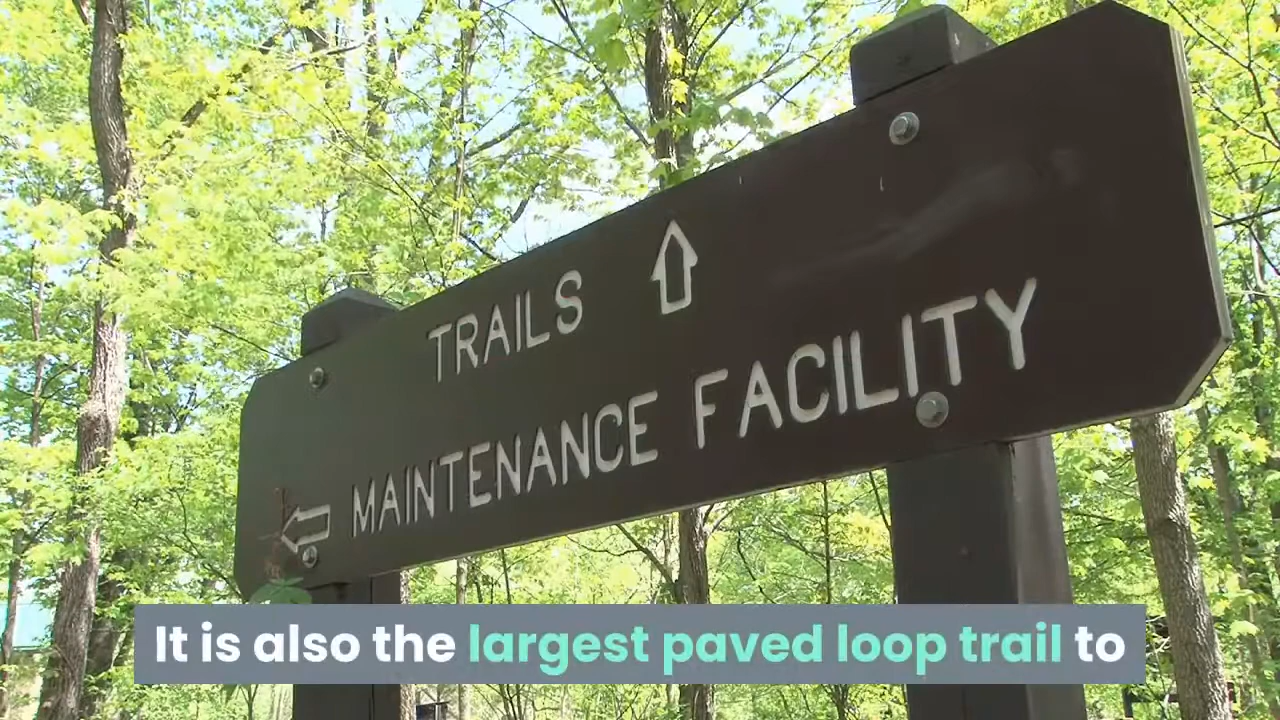 TRAILS
MAINTENANCE FACILITY
It is also the largest paved loop trail to